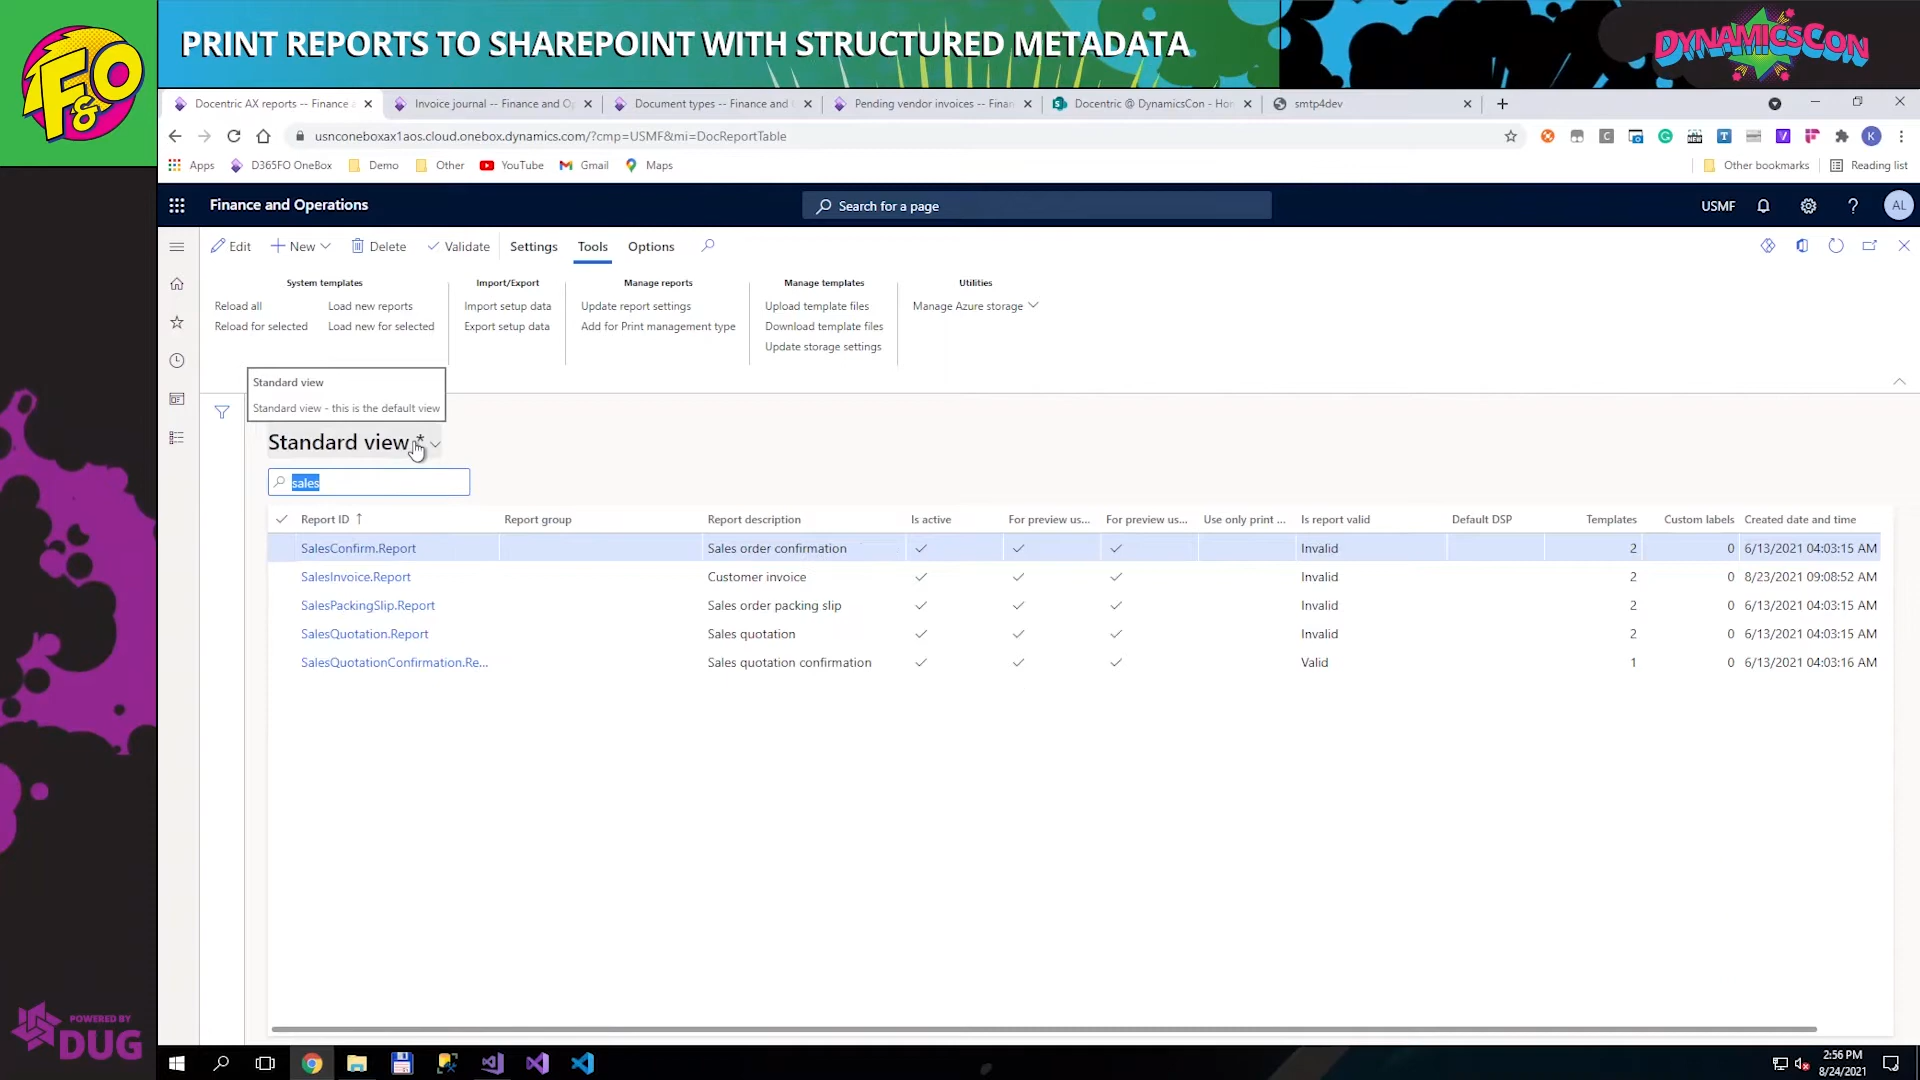 F&O
PRINT REPORTS TO SHAREPOINT WITH STRUCTURED METADATA
DYNAMICSCON
Docentric AX reports -- Finance a
Invoice journal -- Finance and Op
Document types -- Finance and O
Pending vendor invoices -- Finan
Docentric @ DynamicsCon - Hom
smtp4dev
usnconeboxax1aos.cloud.onebox.dynamics.com/?cmp=USMF&mi=DocReportTable
Apps
D365FO OneBox
Demo
Other
YouTube
Gmail
Maps
Other bookmarks
Reading list
Finance and Operations
Search for a page
USMF
AL
Edit
New
Delete
Validate
Settings
Tools
Options
System templates
Import/Export
Manage reports
Manage templates
Utilities
Reload all
Load new reports
Import setup data
Update report settings
Upload template files
Manage Azure storage
Reload for selected
Load new for selected
Export setup data
Add for Print management type
Download template files
Update storage settings
Standard view
Standard view - this is the default view
Standard view *
sales
Report ID
Report group
Report description
Is active
For preview us...
For preview us...
Use only print ...
Is report valid
Default DSP
Templates
Custom labels
Created date and time
SalesConfirm.Report Sales order confirmation Invalid 2 0 6/13/2021 04:03:15 AM
SalesInvoice.Report Customer invoice Invalid 2 0 8/23/2021 09:08:52 AM
SalesPackingSlip.Report Sales order packing slip Invalid 2 0 6/13/2021 04:03:15 AM
SalesQuotation.Report Sales quotation Invalid 2 0 6/13/2021 04:03:15 AM
SalesQuotationConfirmation.Re... Sales quotation confirmation Valid 1 0 6/13/2021 04:03:16 AM
POWERED BY
DUG
2:56 PM
8/24/2021